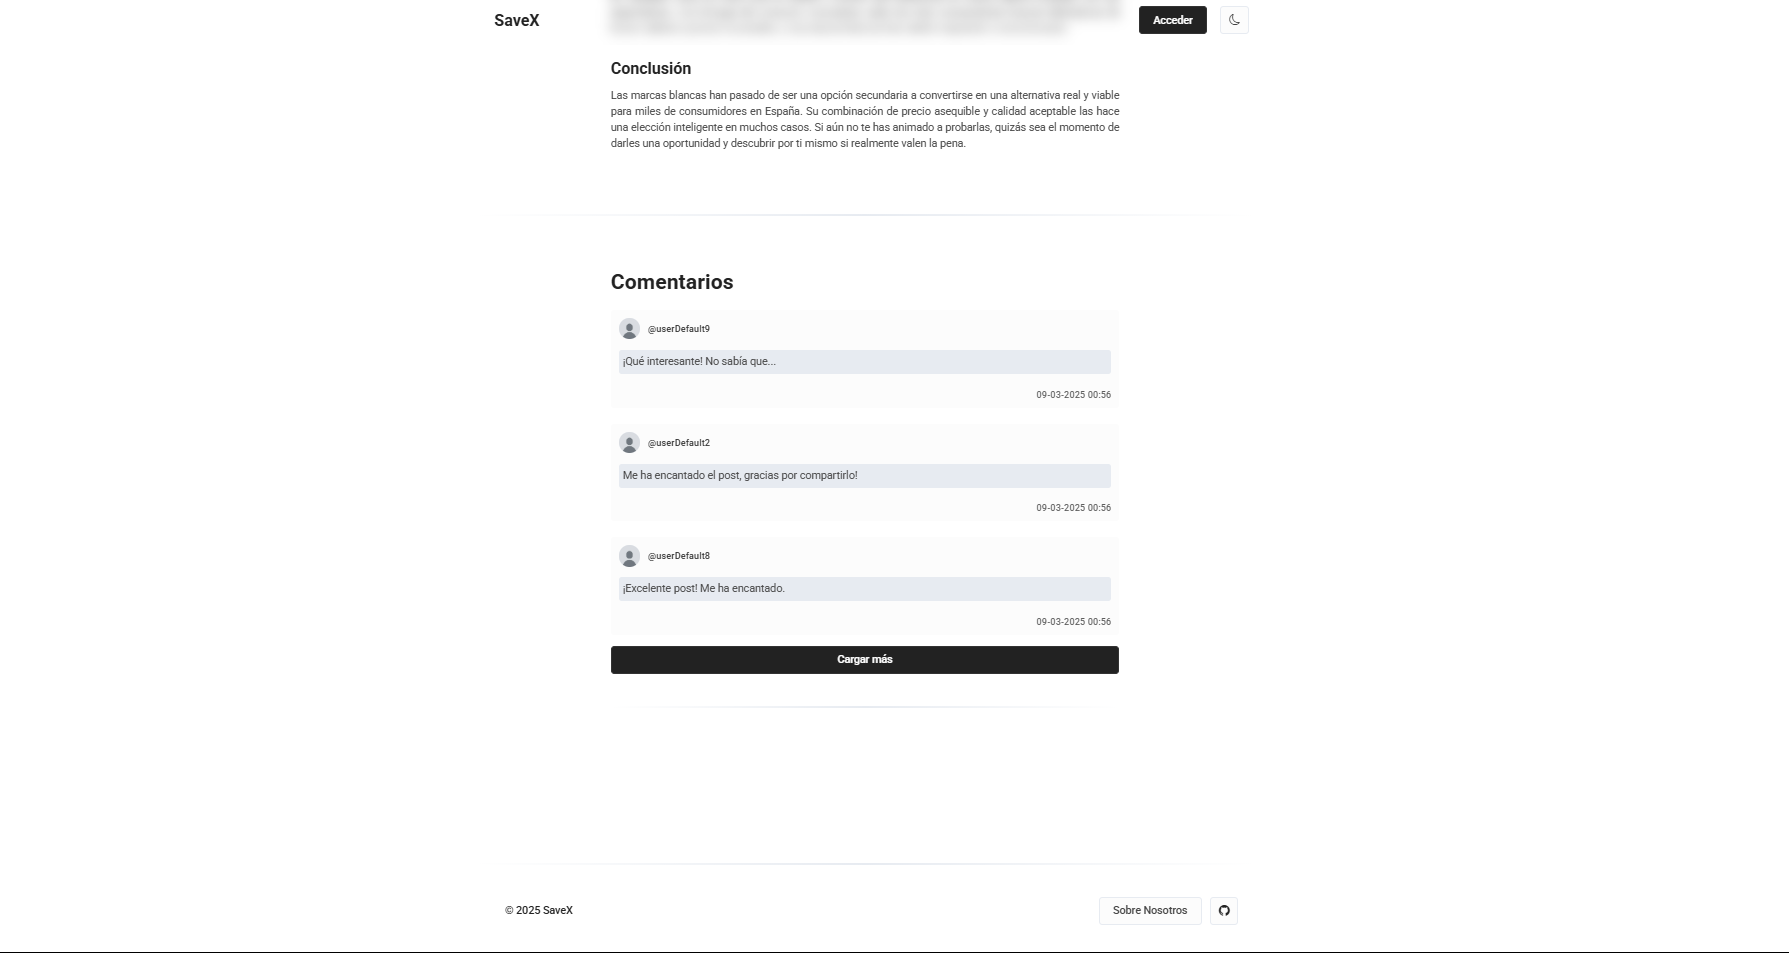 SaveX
Acceder
Conclusión
Las marcas blancas han pasado de ser una opción secundaria a convertirse en una alternativa real y viable
para miles de consumidores en España. Su combinación de precio asequible y calidad aceptable las hace
una elección inteligente en muchos casos. Si aún no te has animado a probarlas, quizás sea el momento de
darles una oportunidad y descubrir por ti mismo si realmente valen la pena.
Comentarios
@userDefault9
¡Qué interesante! No sabía que...
09-03-2025 00:56
@userDefault2
Me ha encantado el post, gracias por compartirlo!
09-03-2025 00:56
@userDefault8
¡Excelente post! Me ha encantado.
09-03-2025 00:56
Cargar más
© 2025 SaveX
Sobre Nosotros